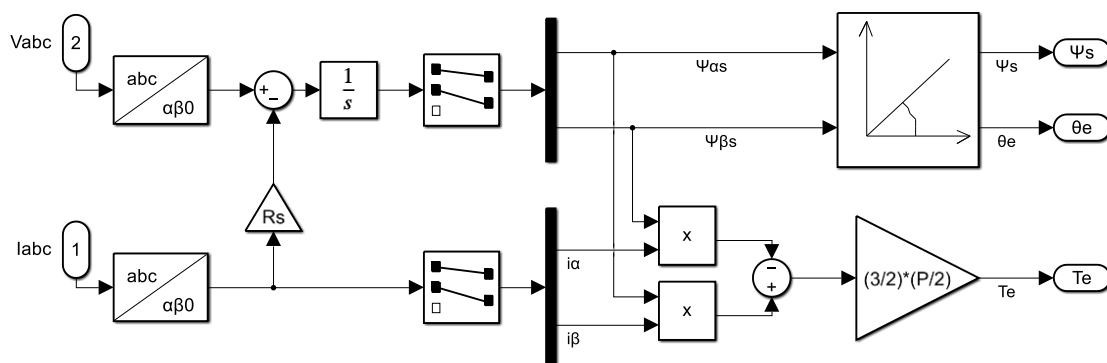 Vabc
2
abc
αβ0
+
−
1
s
Ψαs
Ψβs
Ψs
θe
Ψs
θe
Rs
Iabc
1
abc
αβ0
iα
iβ
x
x
−
+
(3/2)*(P/2)
Te
Te